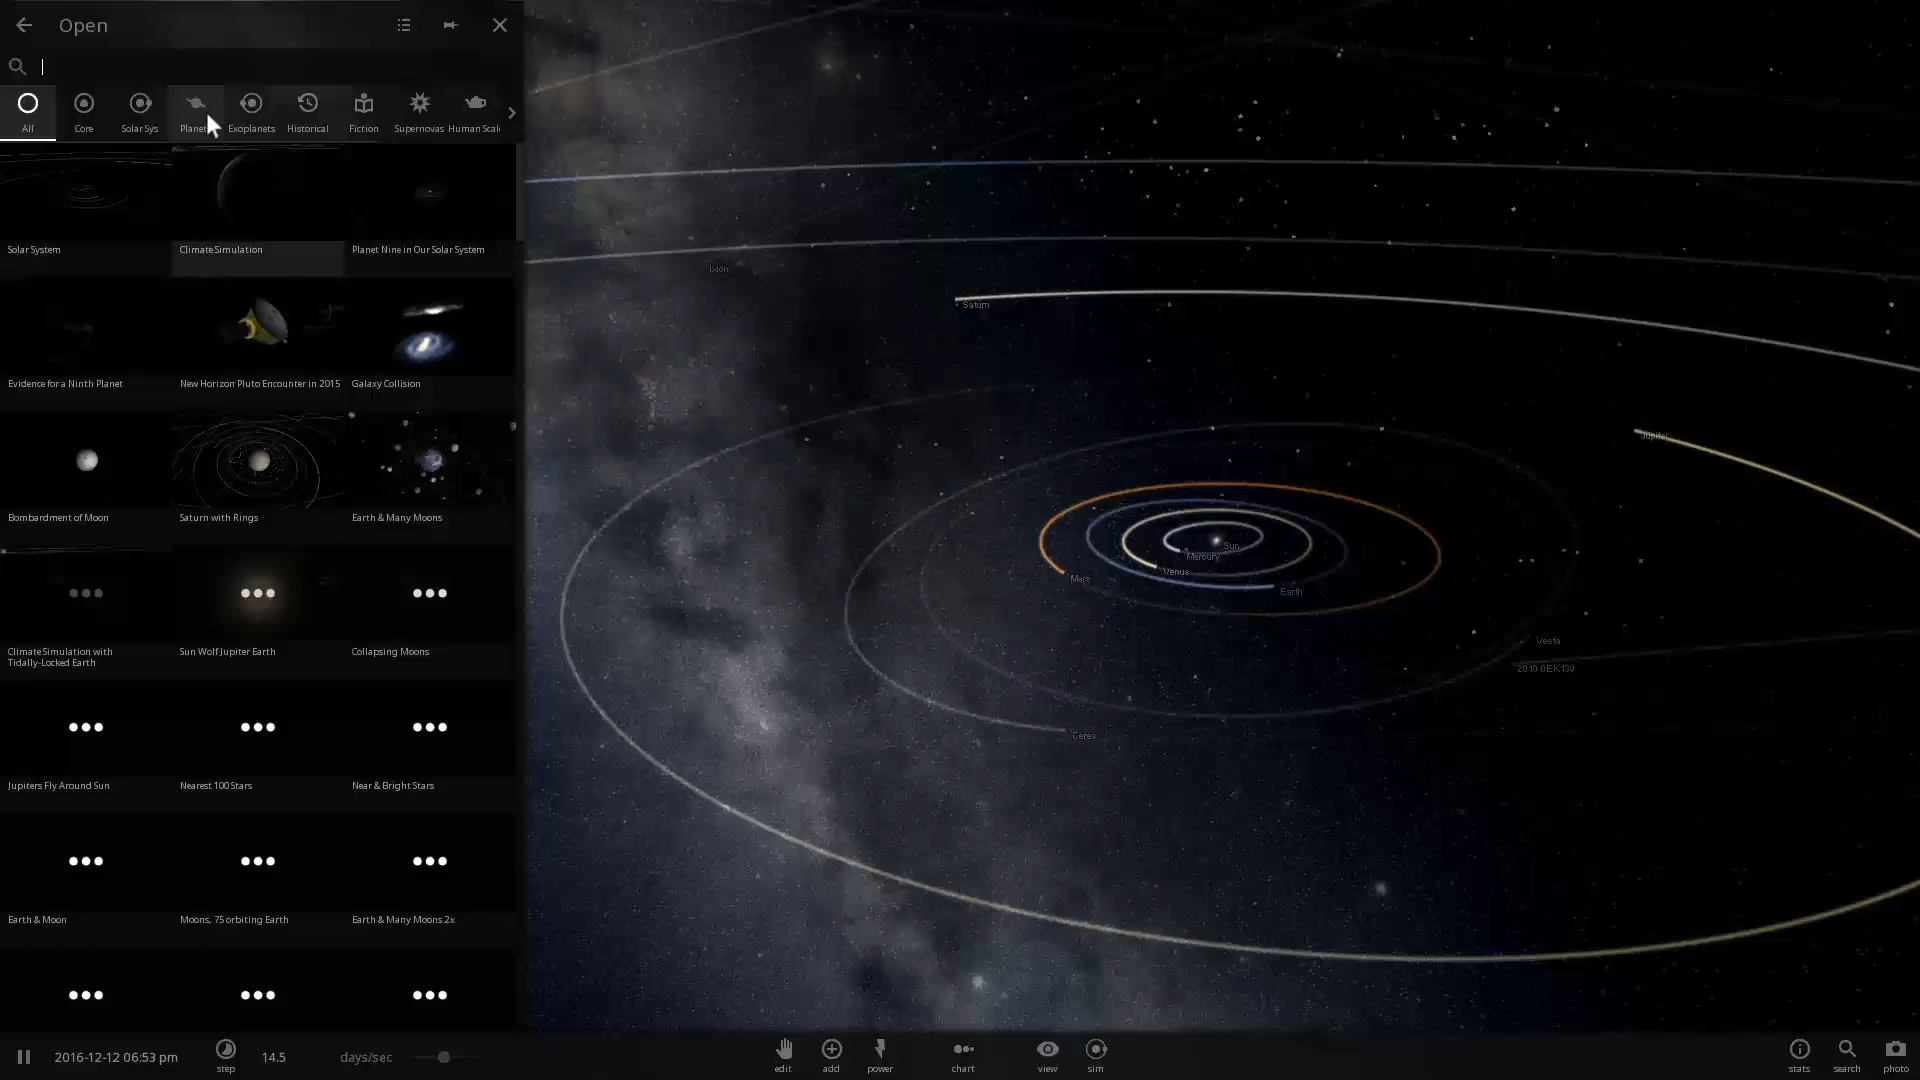 Open
All
Core
Solar Sys
Planet
Exoplanets
Historical
Fiction
Supernovas
Human Scal
Solar System
Climate Simulation
Planet Nine in Our Solar System
Evidence for a Ninth Planet
New Horizon Pluto Encounter in 2015
Galaxy Collision
Bombardment of Moon
Saturn with Rings
Earth & Many Moons
Climate Simulation with
Tidally-Locked Earth
Sun Wolf Jupiter Earth
Collapsing Moons
Jupiters Fly Around Sun
Nearest 100 Stars
Near & Bright Stars
Earth & Moon
Moons, 75 orbiting Earth
Earth & Many Moons 2x
Ixion
Saturn
Jupiter
Sun
Mercury
Venus
Mars
Earth
Vesta
Ceres
2016-12-12 06:53 pm
step
14.5
days/sec
edit
add
power
chart
view
sim
stats
search
photo